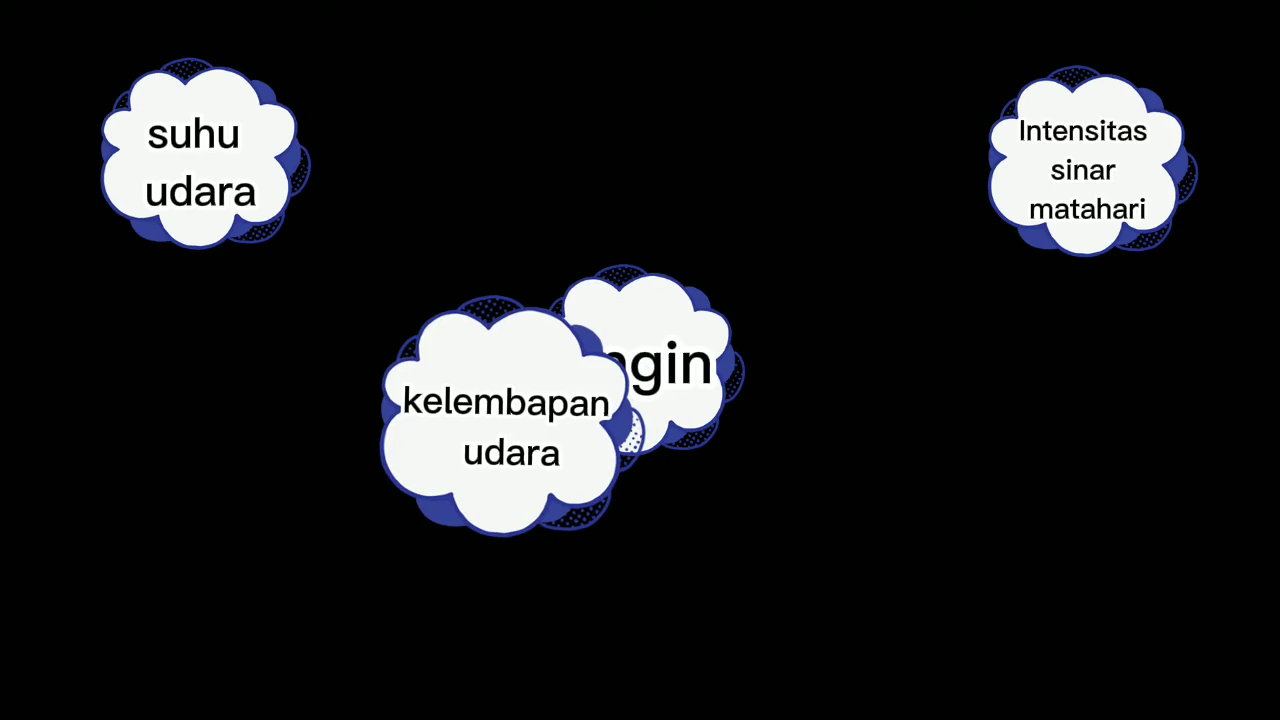 suhu
udara
Intensitas
sinar
matahari
kelembapan
udara